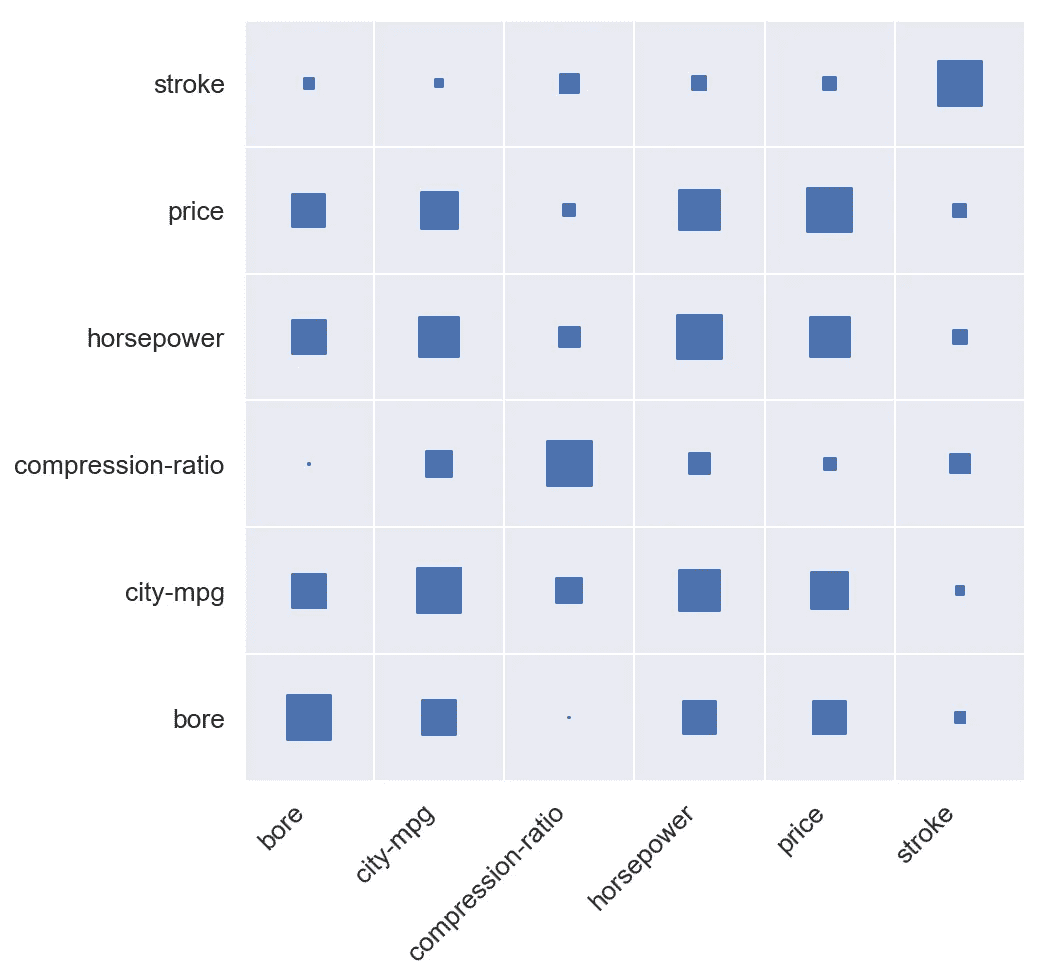 stroke
price
horsepower
compression-ratio
city-mpg
bore
bore
city-mpg
compression-ratio
horsepower
price
stroke